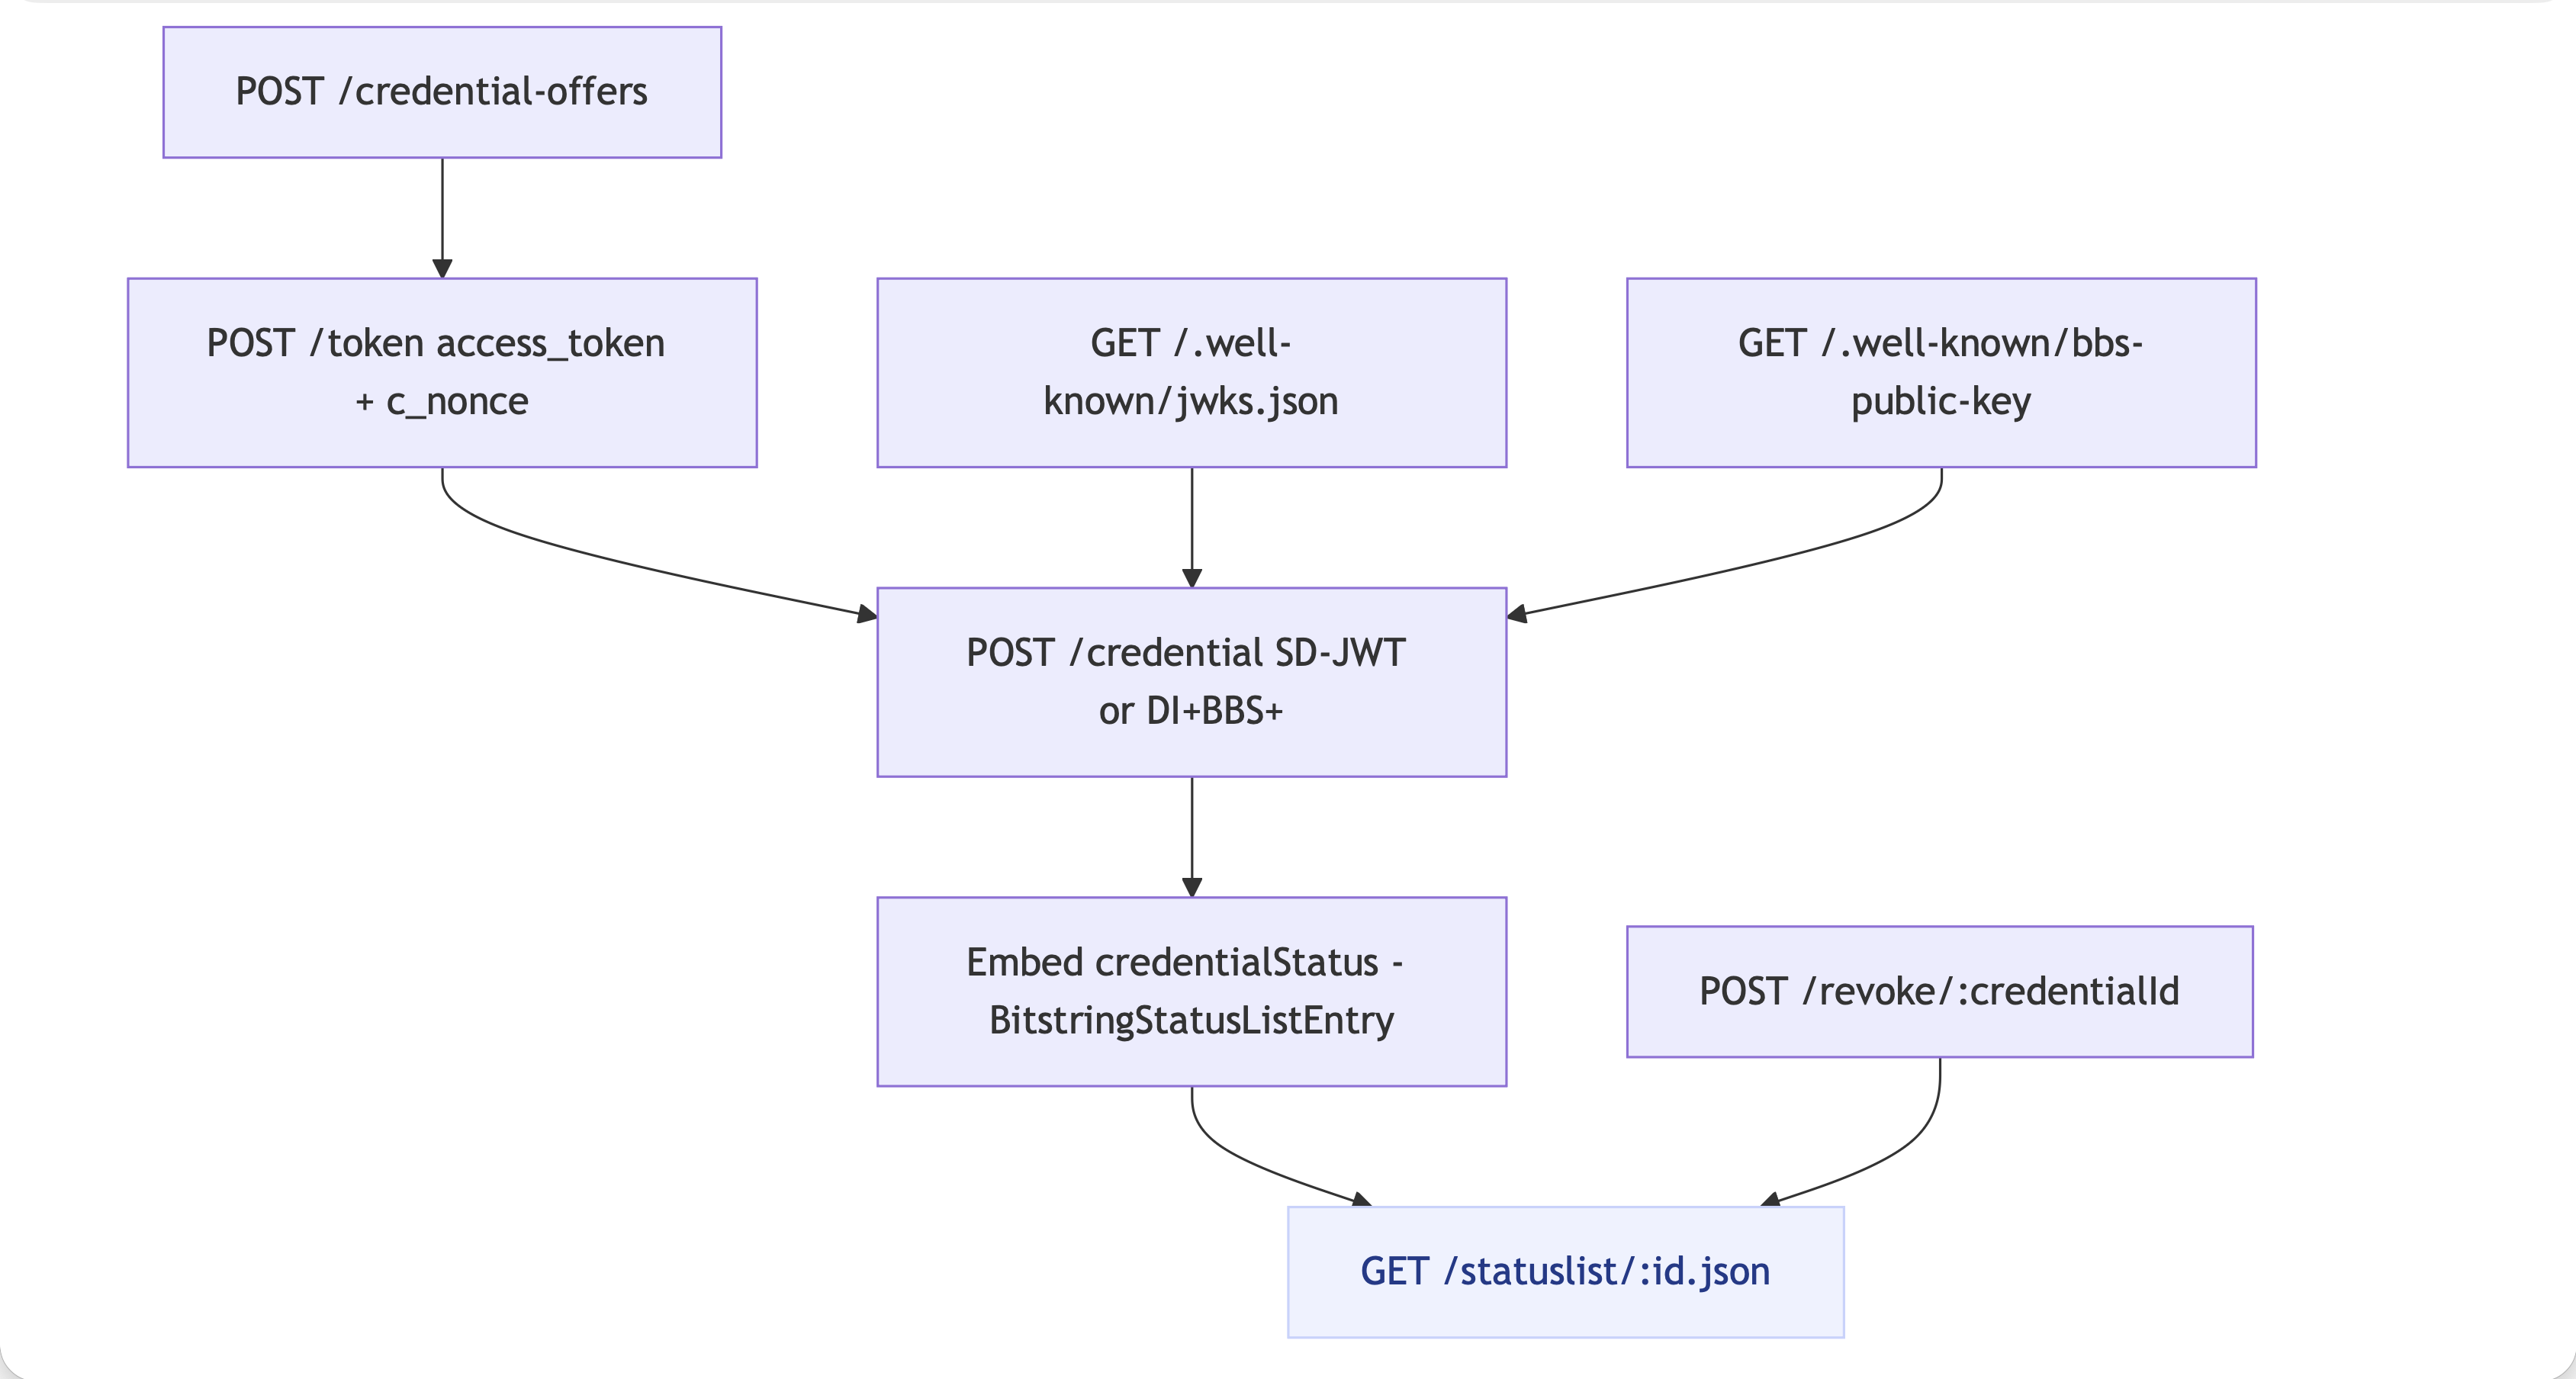 POST /credential-offers
POST /token access_token
+ c_nonce
GET /.well-
known/jwks.json
GET /.well-known/bbs-
public-key
POST /credential SD-JWT
or DI+BBS+
Embed credentialStatus -
BitstringStatusListEntry
POST /revoke/:credentialId
GET /statuslist/:id.json